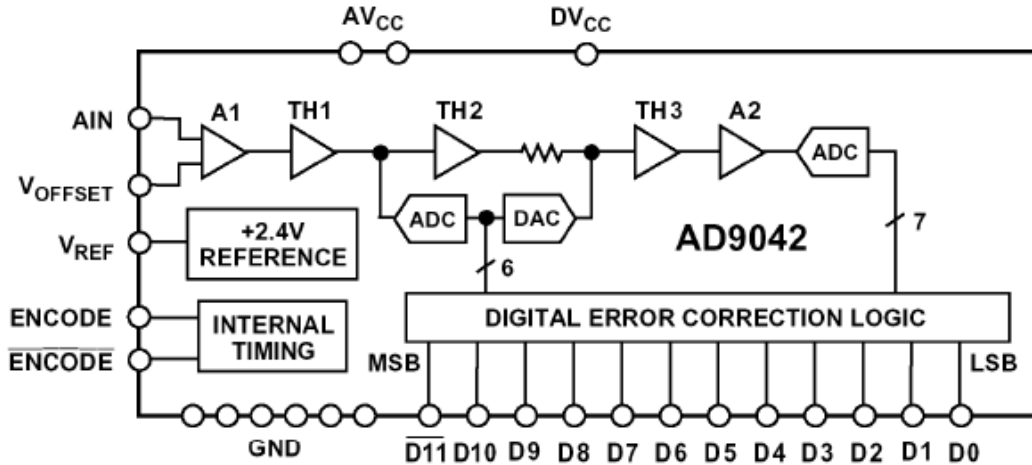 AVCC DVCC
AIN A1 TH1 TH2 TH3 A2 ADC
VOFFSET
ADC DAC
VREF
+2.4V
REFERENCE
AD9042
7
6
ENCODE
E̅N̅C̅O̅D̅E̅
INTERNAL
TIMING
DIGITAL ERROR CORRECTION LOGIC
MSB LSB
GND D̅1̅1̅ D10 D9 D8 D7 D6 D5 D4 D3 D2 D1 D0